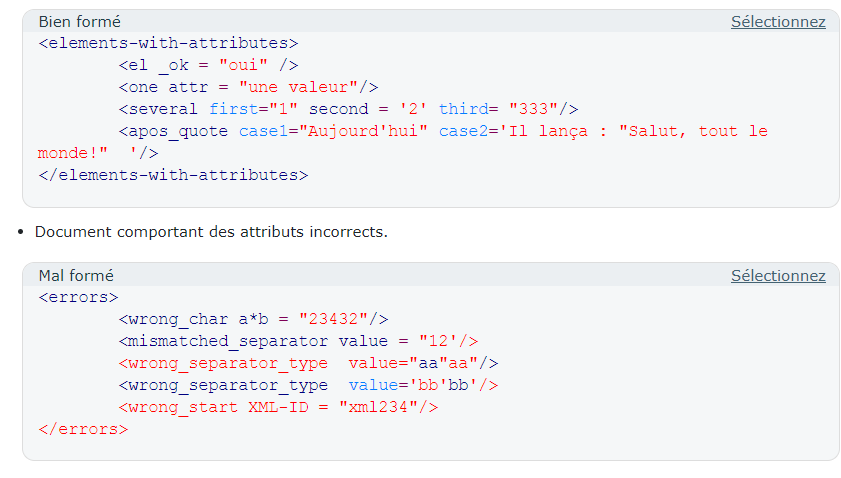 Bien formé Sélectionnez
<elements-with-attributes>
<el _ok = "oui" />
<one attr = "une valeur"/>
<several first="1" second = '2' third= "333"/>
<apos_quote case1="Aujourd'hui" case2='Il lança : "Salut, tout le
monde!"  '/>
</elements-with-attributes>
• Document comportant des attributs incorrects.
Mal formé Sélectionnez
<errors>
<wrong_char a*b = "23432"/>
<mismatched_separator value = "12'/>
<wrong_separator_type  value="aa"aa"/>
<wrong_separator_type  value='bb'bb'/>
<wrong_start XML-ID = "xml234"/>
</errors>